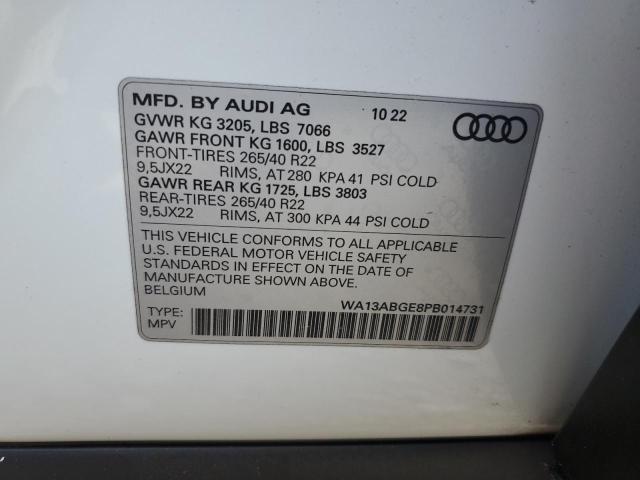 MFD. BY AUDI AG 10 22
GVWR KG 3205, LBS 7066
GAWR FRONT KG 1600, LBS 3527
FRONT-TIRES 265/40 R22
9,5JX22 RIMS, AT 280 KPA 41 PSI COLD
GAWR REAR KG 1725, LBS 3803
REAR-TIRES 265/40 R22
9,5JX22 RIMS, AT 300 KPA 44 PSI COLD
THIS VEHICLE CONFORMS TO ALL APPLICABLE
U.S. FEDERAL MOTOR VEHICLE SAFETY
STANDARDS IN EFFECT ON THE DATE OF
MANUFACTURE SHOWN ABOVE.
BELGIUM
WA13ABGE8PB014731
TYPE:
MPV